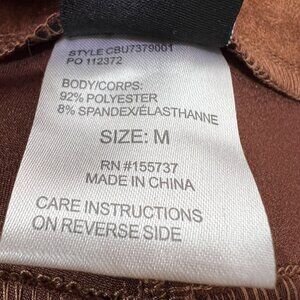 STYLE CBU7379001
PO 112372
BODY/CORPS:
92% POLYESTER
8% SPANDEX/ÉLASTHANNE
SIZE: M
RN #155737
MADE IN CHINA
CARE INSTRUCTIONS
ON REVERSE SIDE